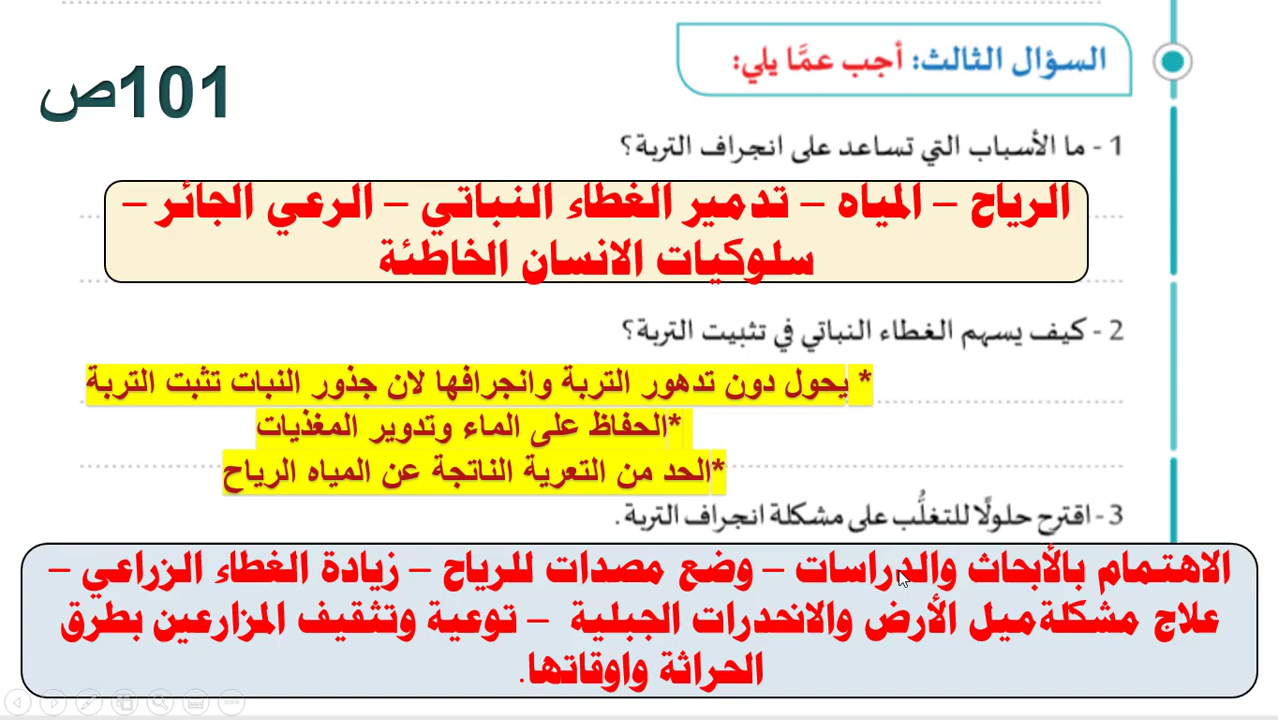 السؤال الثالث: أجب عمَّا يلي:
ص101
1 - ما الأسباب التي تساعد على انجراف التربة؟
الرياح – المياه – تدمير الغطاء النباتي – الرعي الجائر –
سلوكيات الانسان الخاطئة
2 - كيف يسهم الغطاء النباتي في تثبيت التربة؟
* يحول دون تدهور التربة وانجرافها لان جذور النبات تثبت التربة
*الحفاظ على الماء وتدوير المغذيات
*الحد من التعرية الناتجة عن المياه الرياح
3 - اقترح حلولًا للتغلُّب على مشكلة انجراف التربة.
الاهتمام بالأبحاث والدراسات – وضع مصدات للرياح – زيادة الغطاء الزراعي –
علاج مشكلة ميل الأرض والانحدرات الجبلية – توعية وتثقيف المزارعين بطرق
الحراثة واوقاتها.